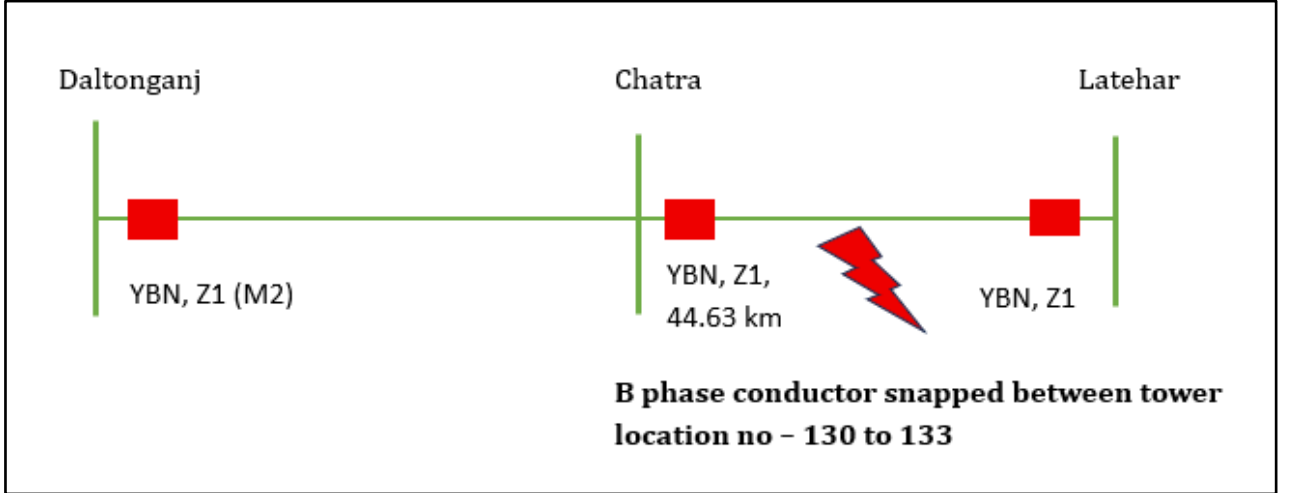 Daltonganj
Chatra
Latehar
YBN, Z1 (M2)
YBN, Z1,
44.63 km
YBN, Z1
B phase conductor snapped between tower
location no – 130 to 133